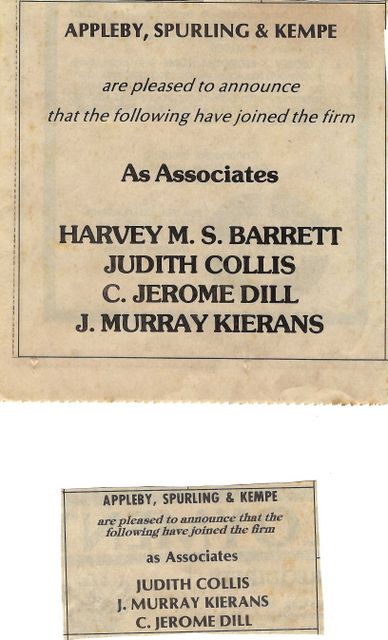 APPLEBY, SPURLING & KEMPE
are pleased to announce
that the following have joined the firm
As Associates
HARVEY M. S. BARRETT
JUDITH COLLIS
C. JEROME DILL
J. MURRAY KIERANS
APPLEBY, SPURLING & KEMPE
are pleased to announce that the
following have joined the firm
as Associates
JUDITH COLLIS
J. MURRAY KIERANS
C. JEROME DILL